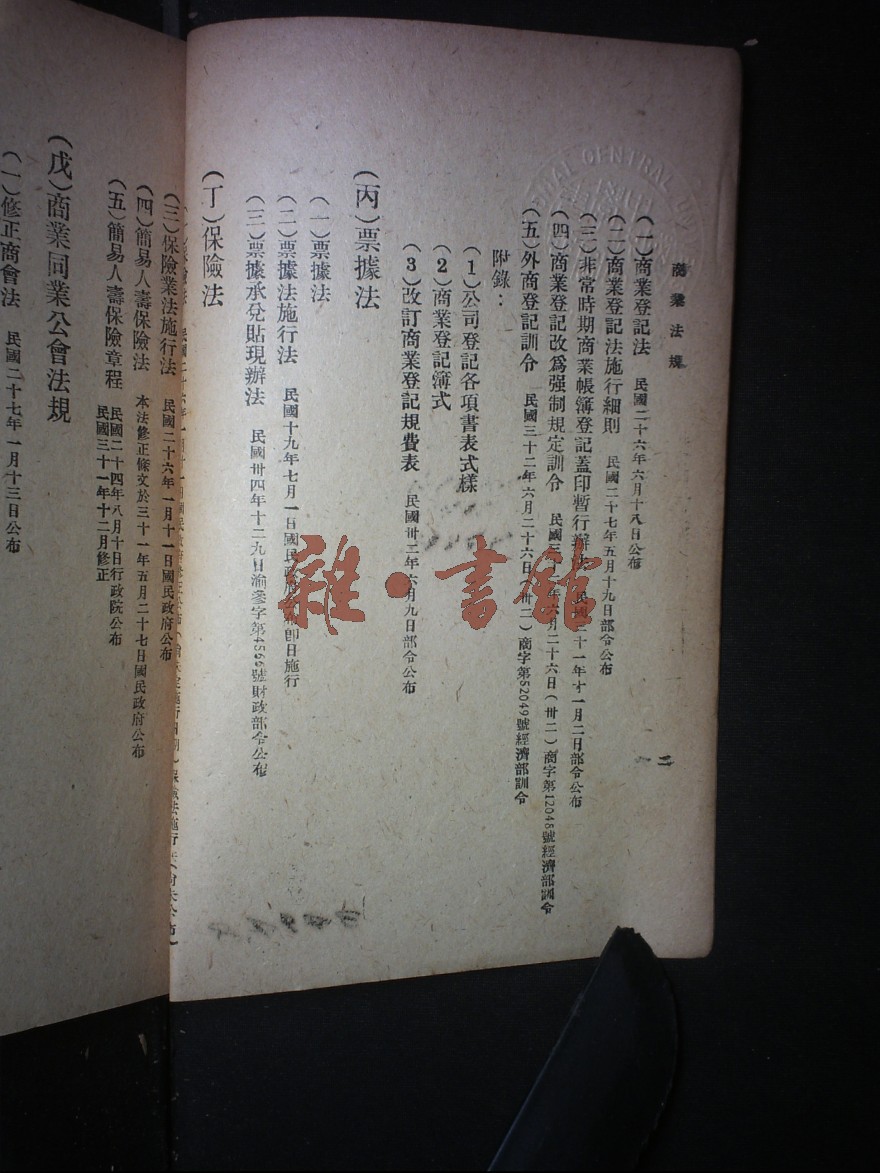 商業法規
二
(一)商業登記法 民國二十六年六月十八日公布
(二)商業登記法施行細則 民國二十七年五月十九日部令公布
(三)非常時期商業帳簿登記蓋印暫行辦法 民國三十一年十一月二日部令公布
(四)商業登記改爲强制規定訓令 民國三十二年六月二十六日(卅二)商字第12045號經濟部訓令
(五)外商登記訓令 民國三十二年六月二十六日(卅二)商字第52049號經濟部訓令
附錄:
(1)公司登記各項書表式樣
(2)商業登記簿式
(3)改訂商業登記規費表 民國卅二年六月九日部令公布
(丙)票據法
(一)票據法
(二)票據法施行法 民國十九年七月一日國民政府公布卽日施行
(三)票據承兌貼現辦法 民國卅四年十二九日渝參字第4566號財政部令公布
(丁)保險法
(三)保險業法施行法 民國二十六年一月十一日國民政府公布
(四)簡易人壽保險法 本法修正條文於三十一年五月二十七日國民政府公布
(五)簡易人壽保險章程 民國二十四年八月十日行政院公布
民國三十一年十二月修正
(戊)商業同業公會法規
(一)修正商會法 民國二十七年一月十三日公布
雜·書館